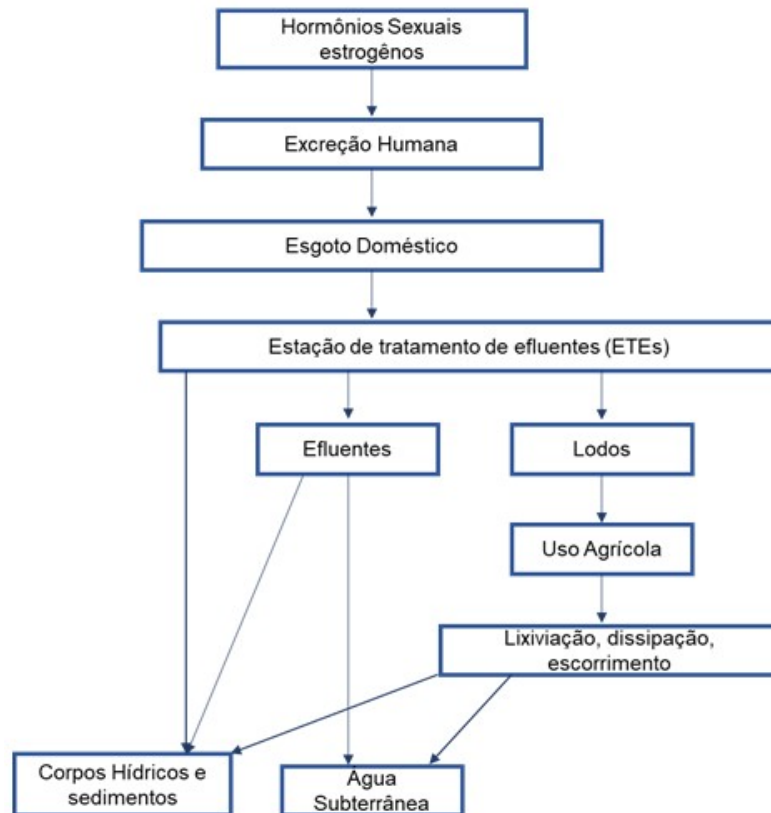 Hormônios Sexuais
estrogênos
Excreção Humana
Esgoto Doméstico
Estação de tratamento de efluentes (ETEs)
Efluentes
Lodos
Uso Agrícola
Lixiviação, dissipação,
escorrimento
Corpos Hídricos e
sedimentos
Água
Subterrânea